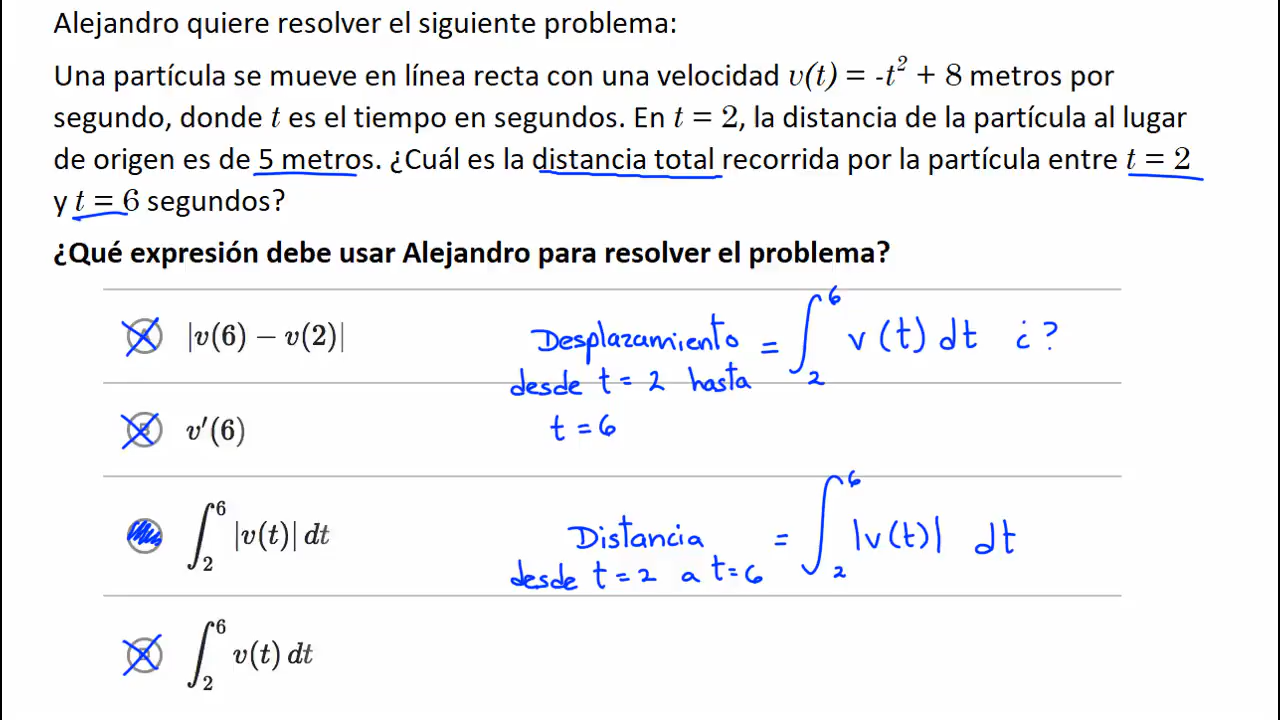 Alejandro quiere resolver el siguiente problema:
Una partícula se mueve en línea recta con una velocidad v(t) = -t² + 8 metros por
segundo, donde t es el tiempo en segundos. En t = 2, la distancia de la partícula al lugar
de origen es de 5 metros. ¿Cuál es la distancia total recorrida por la partícula entre t = 2
y t = 6 segundos?
¿Qué expresión debe usar Alejandro para resolver el problema?
|v(6) − v(2)|
Desplazamiento = ∫₂⁶ v(t) dt ¿?
desde t = 2 hasta
t = 6
v′(6)
∫₂⁶ |v(t)| dt
Distancia = ∫₂⁶ |v(t)| dt
desde t = 2 a t = 6
∫₂⁶ v(t) dt